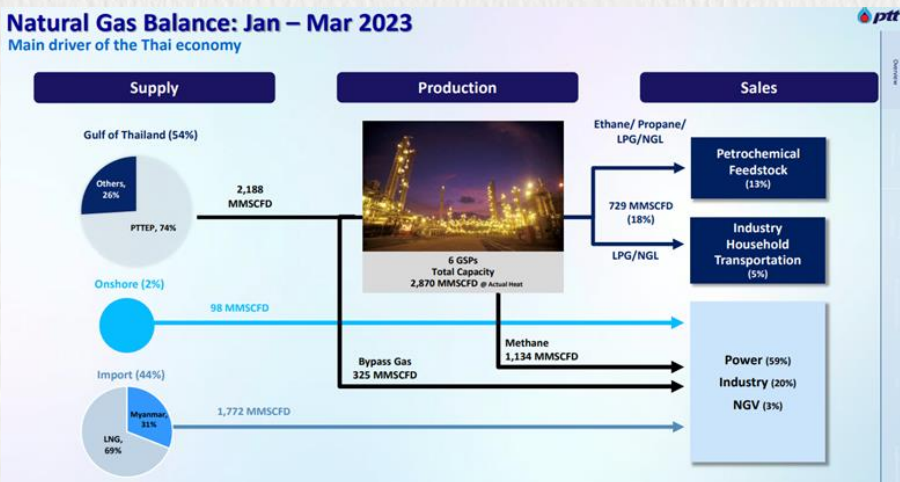 Natural Gas Balance: Jan – Mar 2023
Main driver of the Thai economy
ptt
Overview
Supply
Production
Sales
Gulf of Thailand (54%)
Others,
26%
PTTEP, 74%
2,188
MMSCFD
6 GSPs
Total Capacity
2,870 MMSCFD @ Actual Heat
Ethane/ Propane/
LPG/NGL
729 MMSCFD
(18%)
LPG/NGL
Petrochemical
Feedstock
(13%)
Industry
Household
Transportation
(5%)
Onshore (2%)
98 MMSCFD
Bypass Gas
325 MMSCFD
Methane
1,134 MMSCFD
Import (44%)
Myanmar,
31%
LNG,
69%
1,772 MMSCFD
Power (59%)
Industry (20%)
NGV (3%)